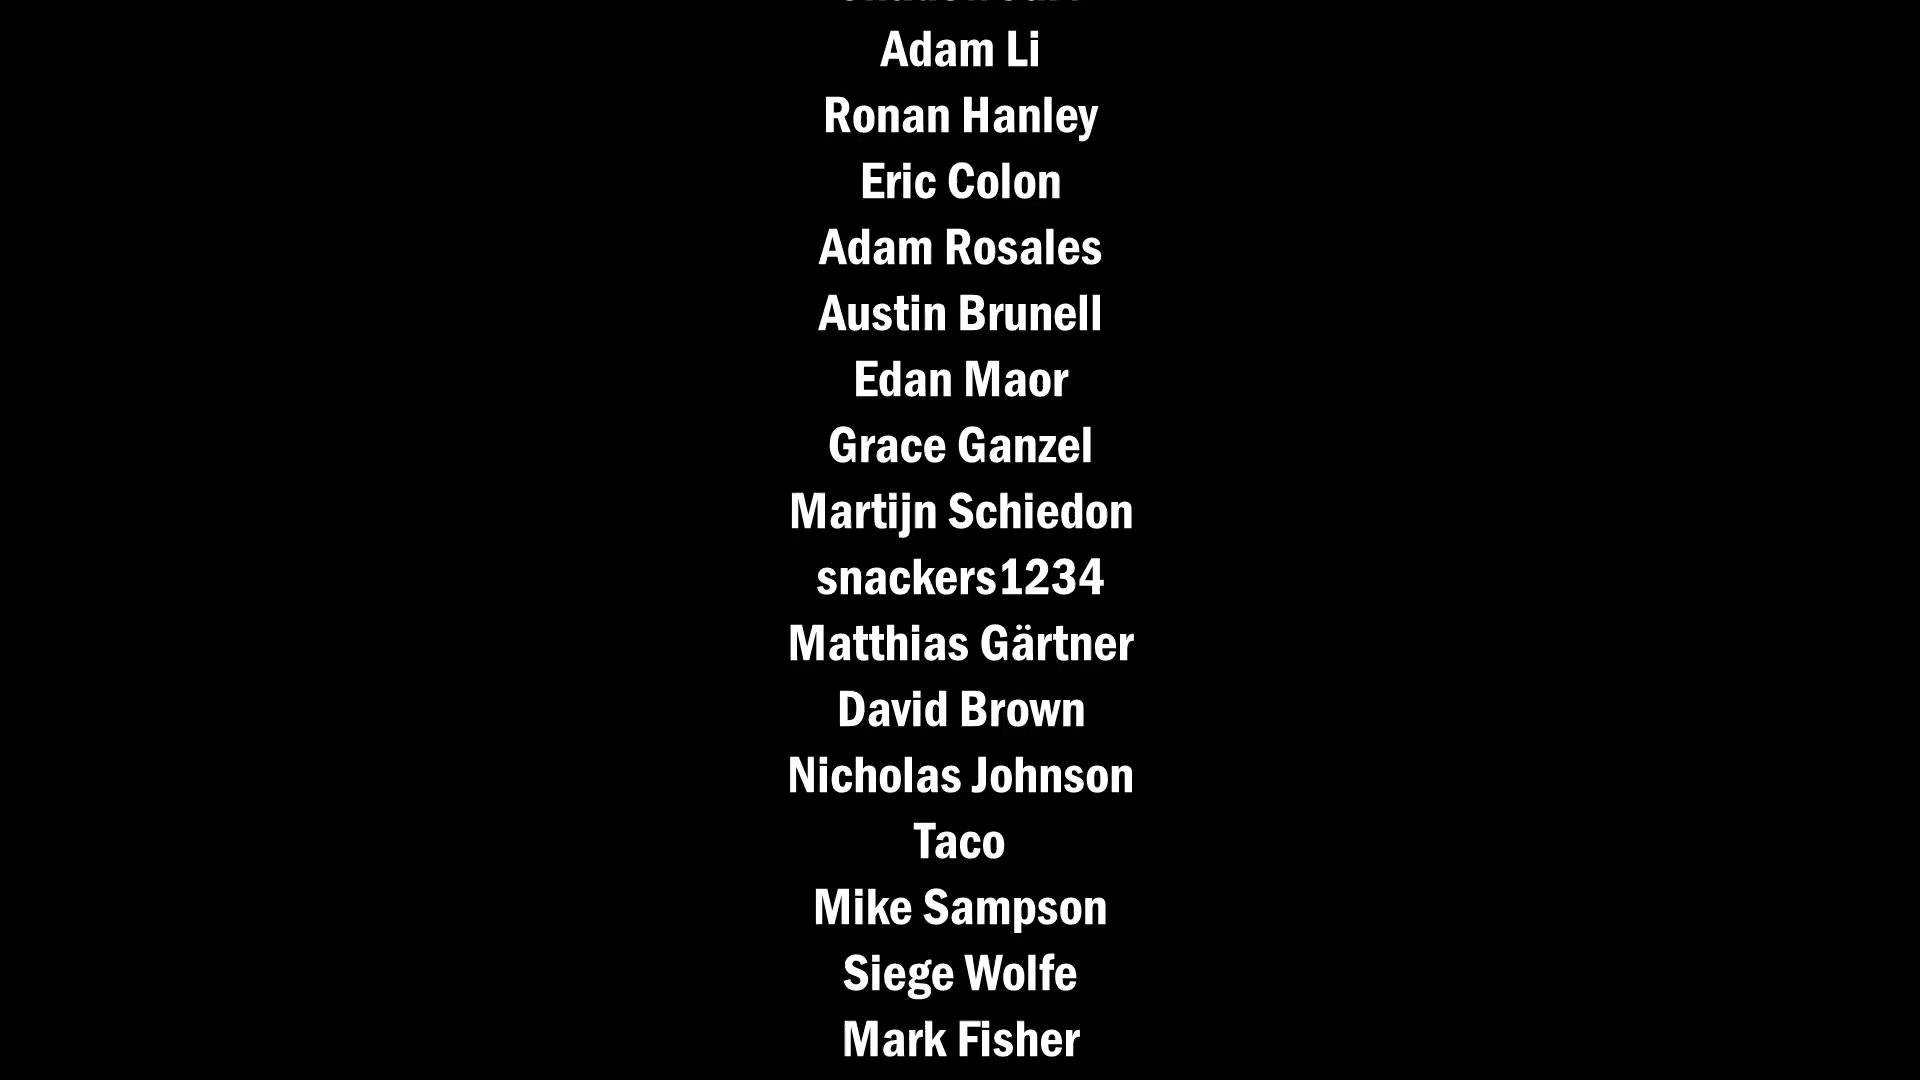 Adam Li
Ronan Hanley
Eric Colon
Adam Rosales
Austin Brunell
Edan Maor
Grace Ganzel
Martijn Schiedon
snackers1234
Matthias Gärtner
David Brown
Nicholas Johnson
Taco
Mike Sampson
Siege Wolfe
Mark Fisher